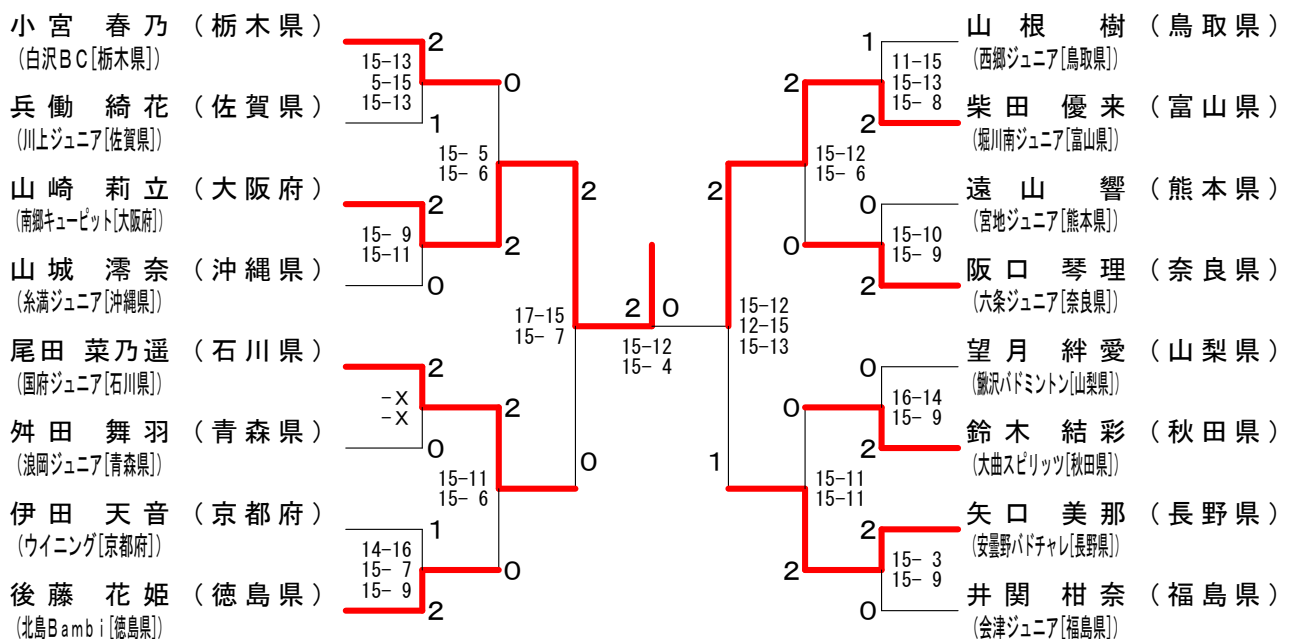 小宮 春乃 (栃木県)
(白沢BC[栃木県])
兵働 綺花 (佐賀県)
(川上ジュニア[佐賀県])
山崎 莉立 (大阪府)
(南郷キューピット[大阪府])
山城 澪奈 (沖縄県)
(糸満ジュニア[沖縄県])
尾田 菜乃遥 (石川県)
(国府ジュニア[石川県])
舛田 舞羽 (青森県)
(浪岡ジュニア[青森県])
伊田 天音 (京都府)
(ウイニング[京都府])
後藤 花姫 (徳島県)
(北島Bambi[徳島県])
2
15-13
5-15
15-13
1
0
15- 5
15- 6
2
15- 9
15-11
0
2
2
17-15
15- 7
2
-X
-X
0
2
15-11
15- 6
0
1
14-16
15- 7
15- 9
2
0
2 0
15-12
15- 4
1
11-15
15-13
15- 8
2
2
15-12
15- 6
0
15-10
15- 9
2
0
2
15-12
12-15
15-13
0
16-14
15- 9
2
0
15-11
15-11
1
2
15- 3
15- 9
0
2
山根 樹 (鳥取県)
(西郷ジュニア[鳥取県])
柴田 優来 (富山県)
(堀川南ジュニア[富山県])
遠山 響 (熊本県)
(宮地ジュニア[熊本県])
阪口 琴理 (奈良県)
(六条ジュニア[奈良県])
望月 絆愛 (山梨県)
(鰍沢バドミントン[山梨県])
鈴木 結彩 (秋田県)
(大曲スピリッツ[秋田県])
矢口 美那 (長野県)
(安曇野バドチャレ[長野県])
井関 柑奈 (福島県)
(会津ジュニア[福島県])